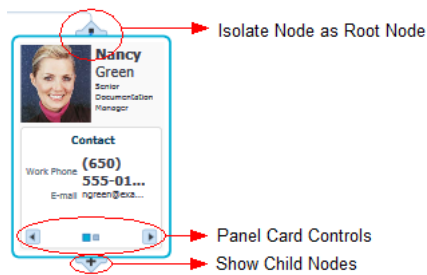 Isolate Node as Root Node
Nancy
Green
Senior
Documentation
Manager
Contact
Work Phone (650)
555-01...
E-mail ngreen@exa...
Panel Card Controls
Show Child Nodes